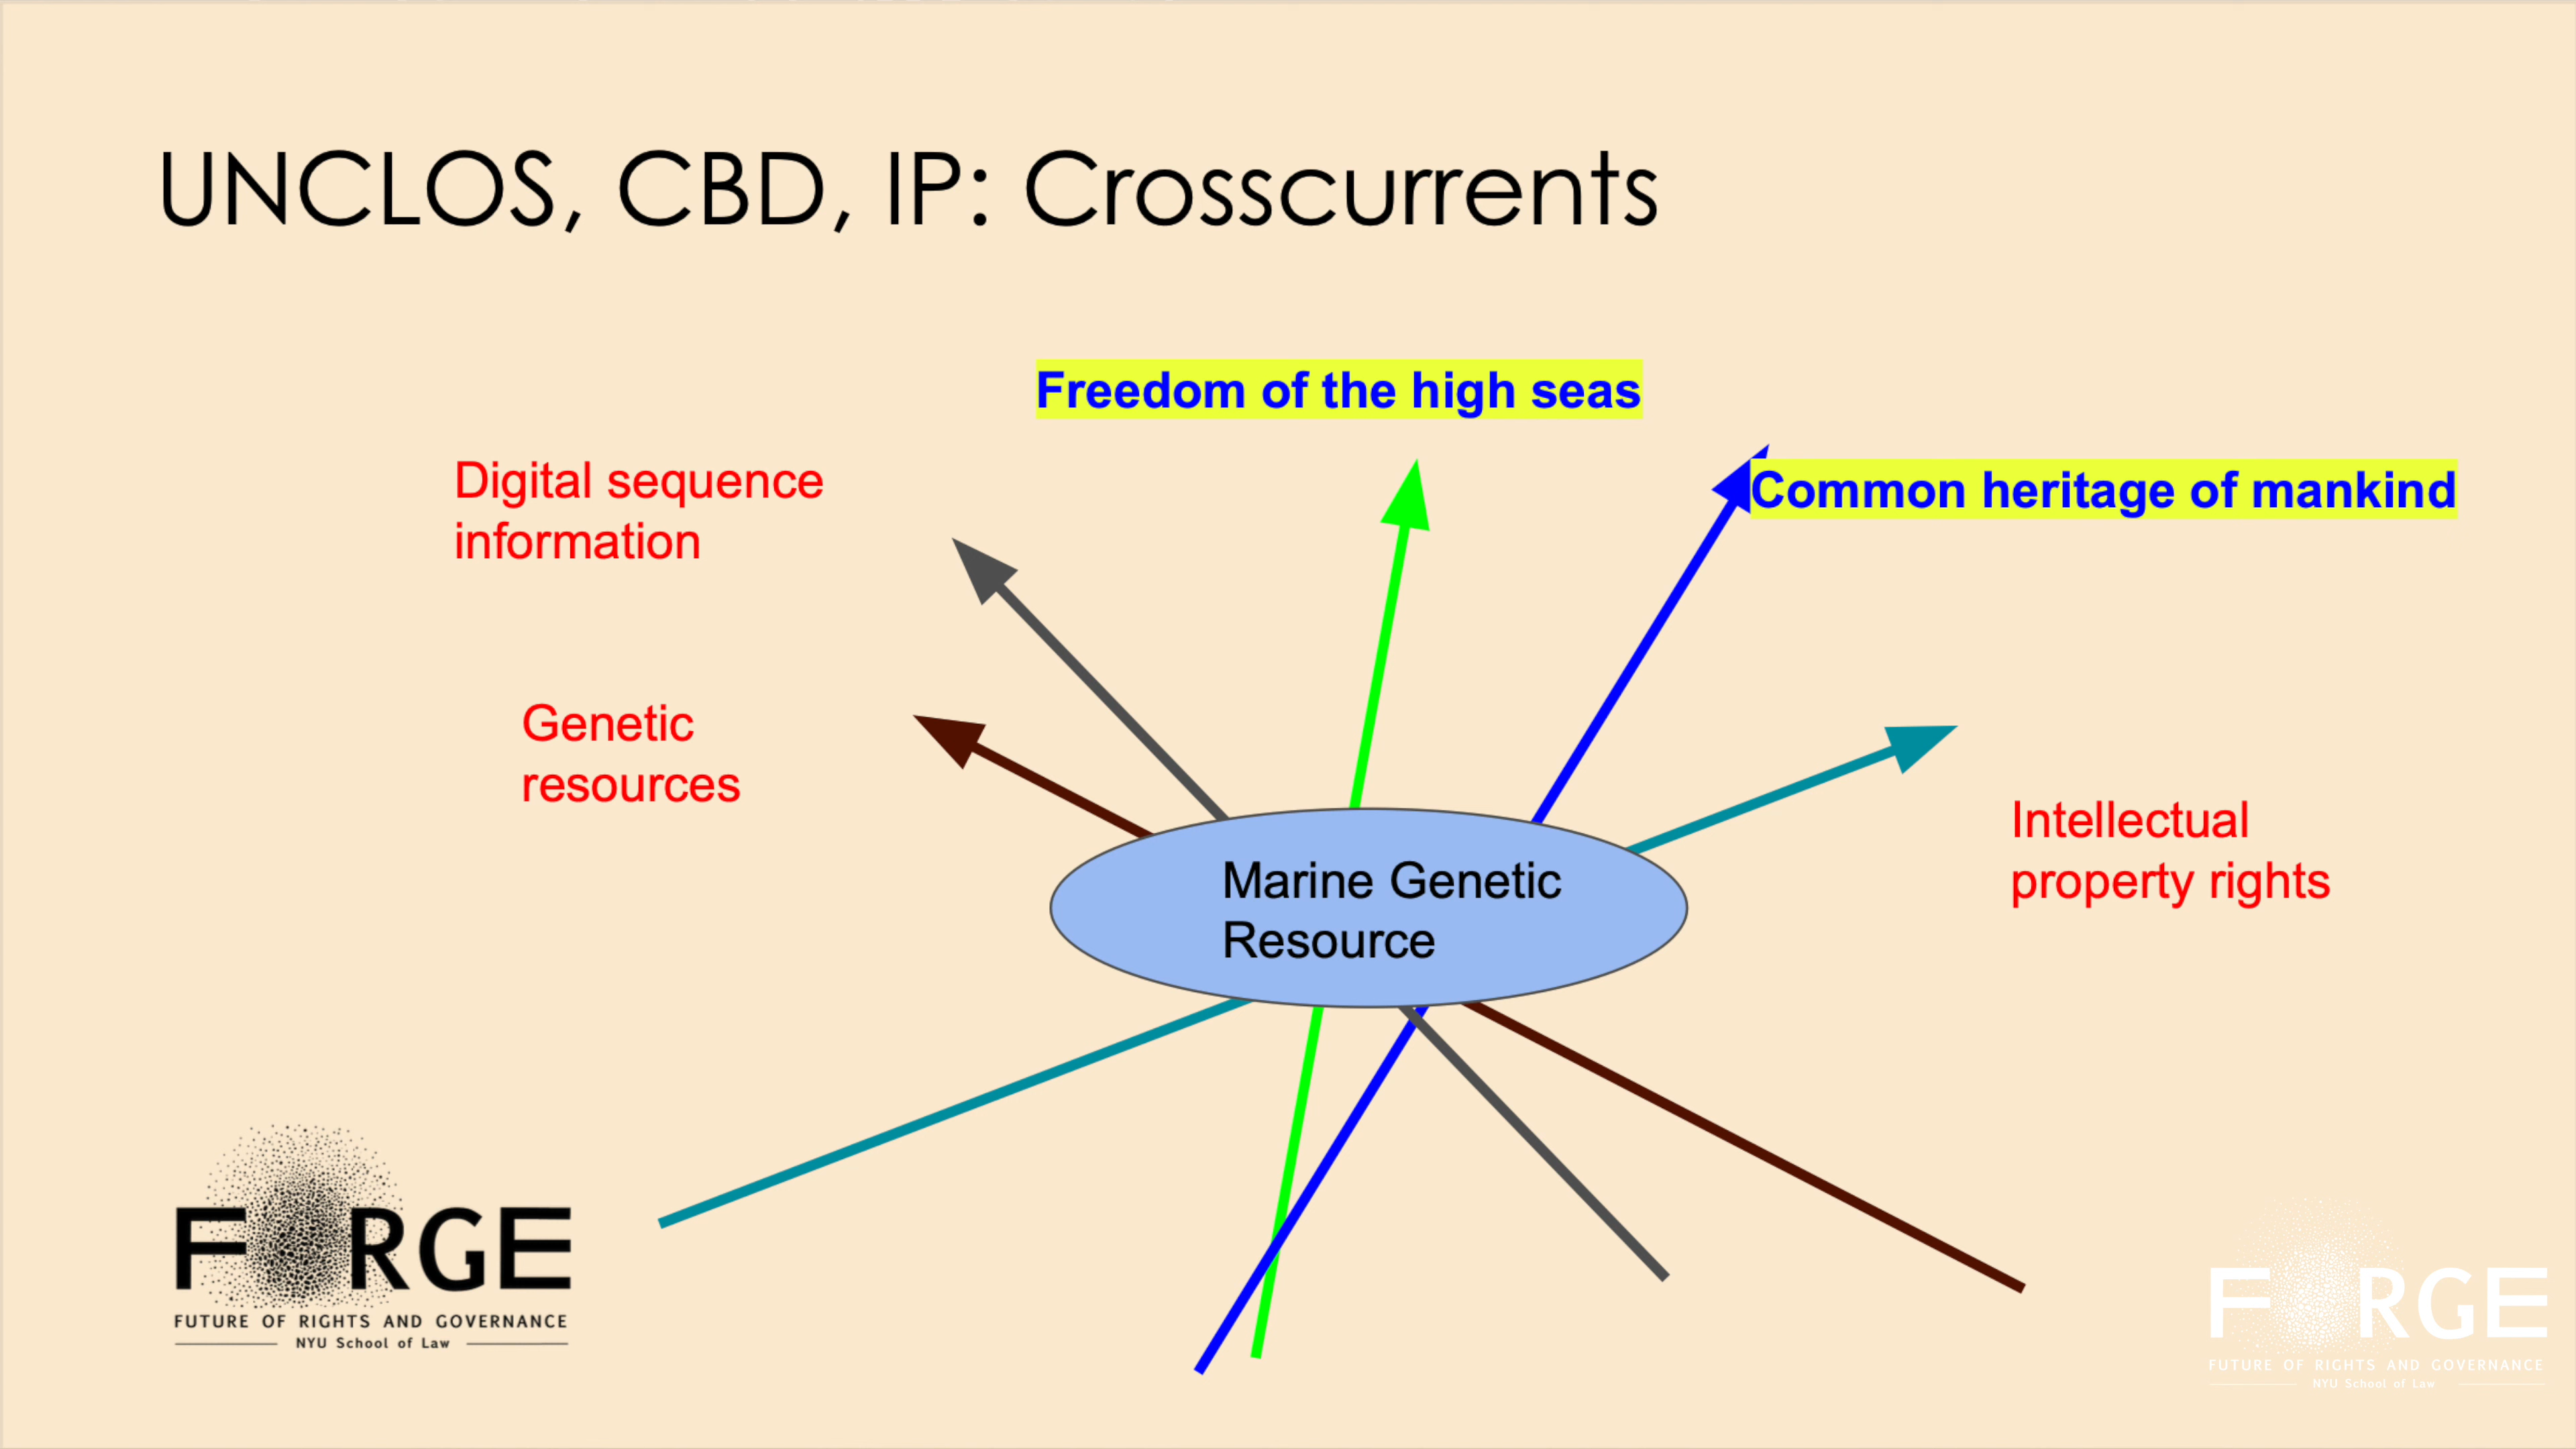 UNCLOS, CBD, IP: Crosscurrents
Freedom of the high seas
Digital sequence
information
Common heritage of mankind
Genetic
resources
Intellectual
property rights
Marine Genetic
Resource
FORGE
FUTURE OF RIGHTS AND GOVERNANCE
NYU School of Law
FORGE
FUTURE OF RIGHTS AND GOVERNANCE
NYU School of Law